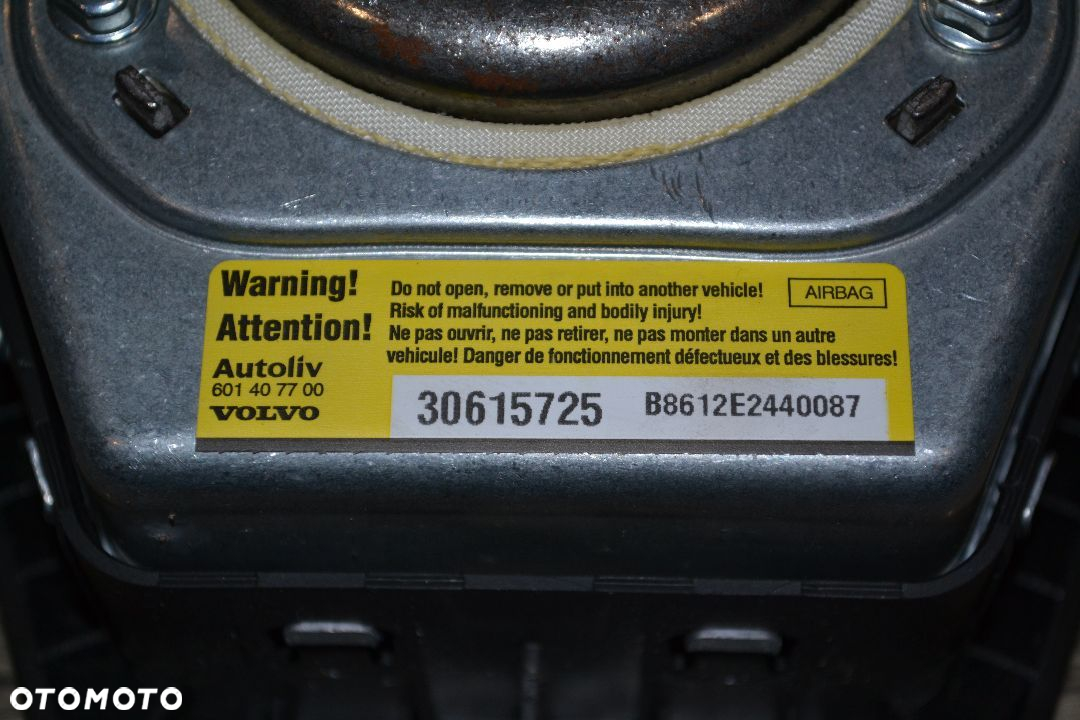 Warning!
Attention!
Autoliv
601 40 77 00
VOLVO
Do not open, remove or put into another vehicle!
Risk of malfunctioning and bodily injury!
Ne pas ouvrir, ne pas retirer, ne pas monter dans un autre
vehicule! Danger de fonctionnement défectueux et des blessures!
AIRBAG
30615725
B8612E2440087
OTOMOTO